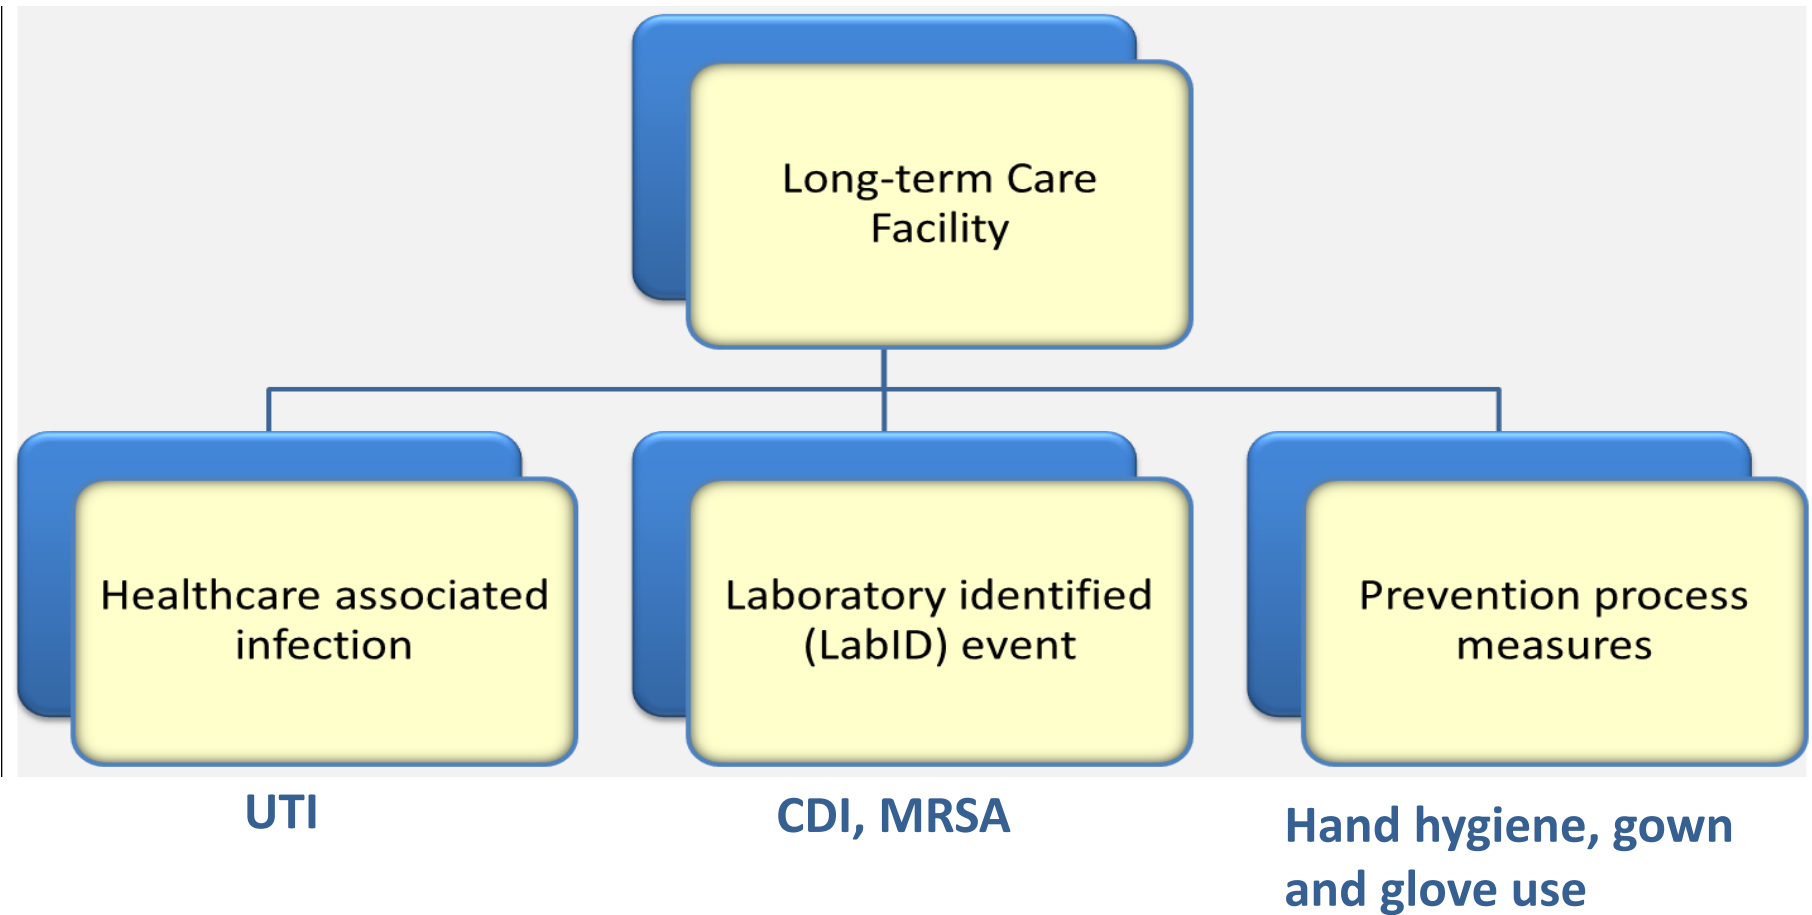 Long-term Care
Facility
Healthcare associated
infection
Laboratory identified
(LabID) event
Prevention process
measures
UTI
CDI, MRSA
Hand hygiene, gown
and glove use